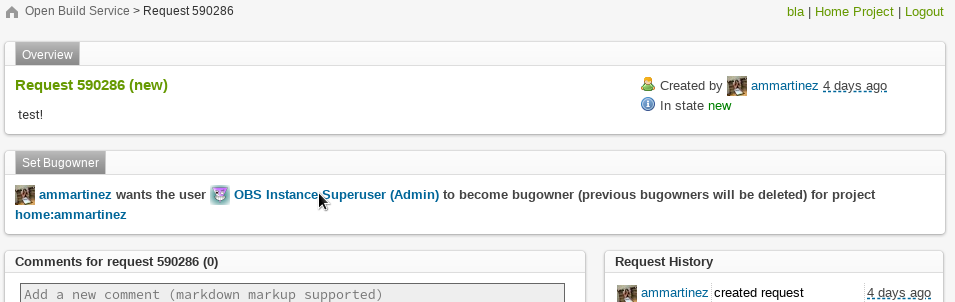 Open Build Service > Request 590286
bla | Home Project | Logout
Overview
Request 590286 (new)
test!
Created by ammartinez 4 days ago
In state new
Set Bugowner
ammartinez wants the user OBS Instance Superuser (Admin) to become bugowner (previous bugowners will be deleted) for project
home:ammartinez
Comments for request 590286 (0)
Add a new comment (markdown markup supported)
Request History
ammartinez created request 4 days ago